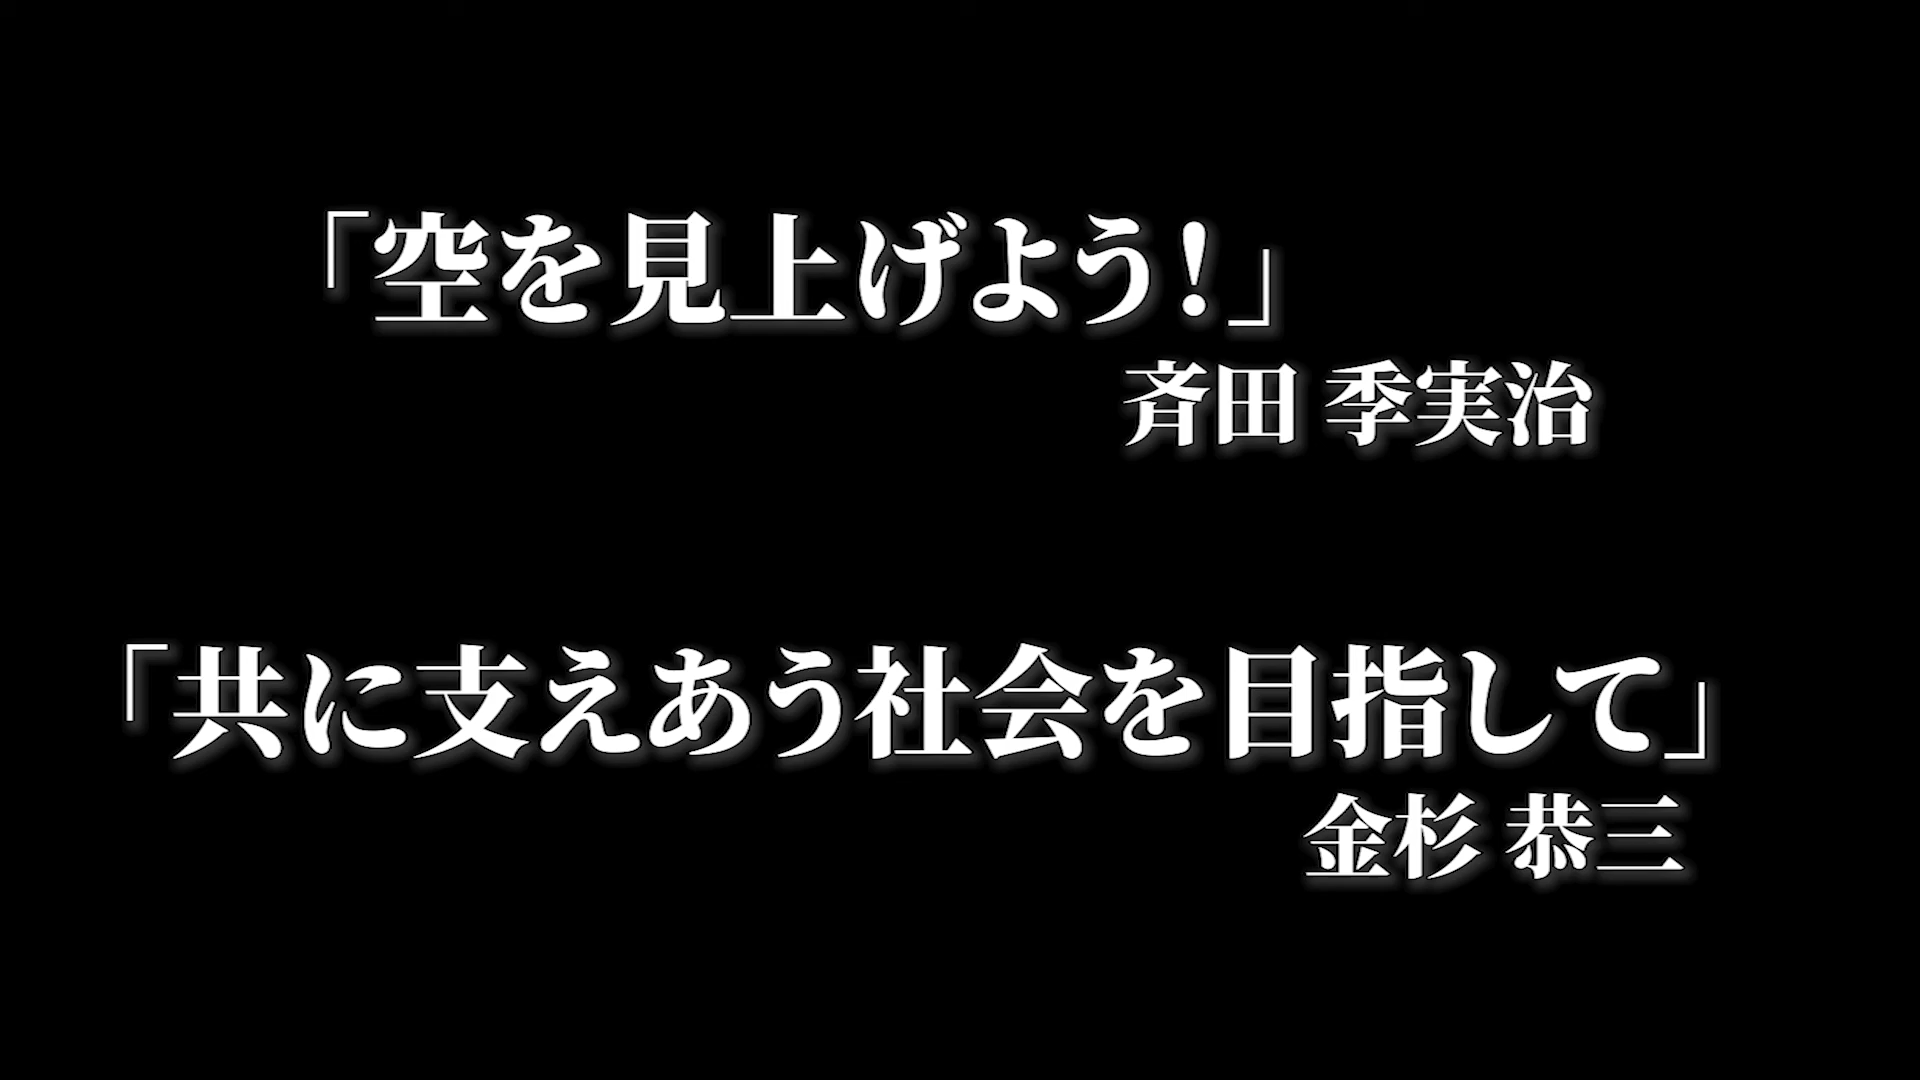 「空を見上げよう!」
斉田 季実治
「共に支えあう社会を目指して」
金杉 恭三